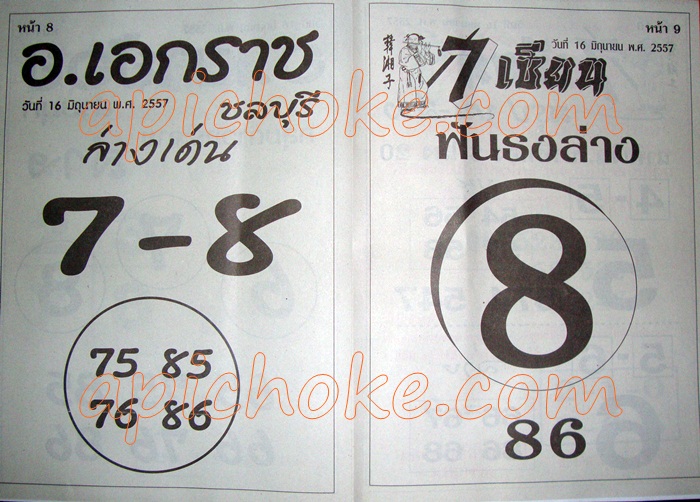 หน้า 8
อ.เอกราช
วันที่ 16 มิถุนายน พ.ศ. 2557
ชลบุรี
ล่างเด่น
7-8
75 85
76 86
หน้า 9
韓湘子
7 เซียน
วันที่ 16 มิถุนายน พ.ศ. 2557
ฟันธงล่าง
8
86
apichoke.com
apichoke.com